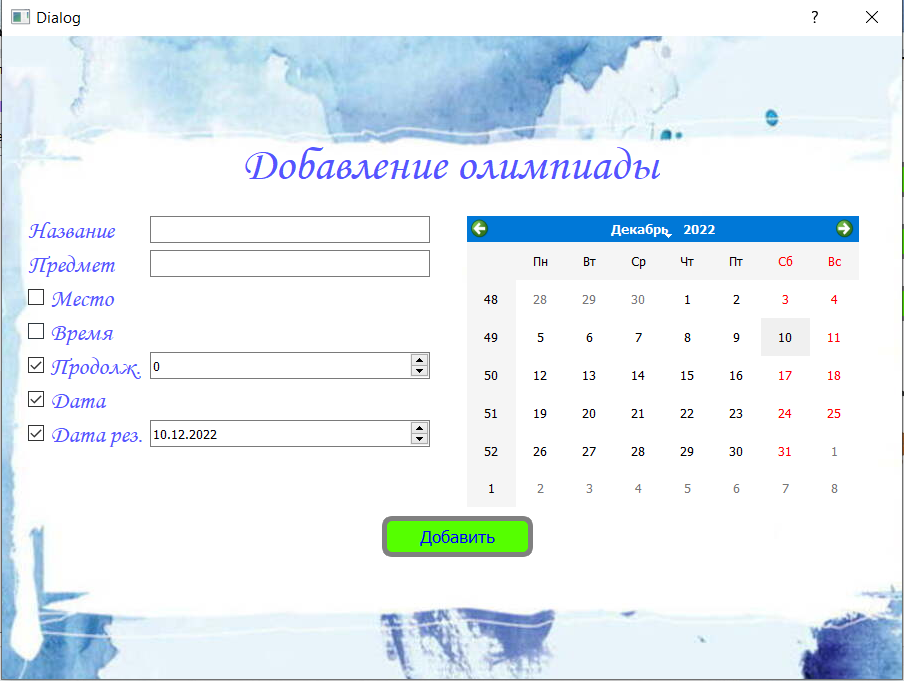 Dialog
Добавление олимпиады
Название
Предмет
Место
Время
Продолж. 0
Дата
Дата рез. 10.12.2022
Декабрь 2022
Пн Вт Ср Чт Пт Сб Вс
48 28 29 30 1 2 3 4
49 5 6 7 8 9 10 11
50 12 13 14 15 16 17 18
51 19 20 21 22 23 24 25
52 26 27 28 29 30 31 1
1 2 3 4 5 6 7 8
Добавить